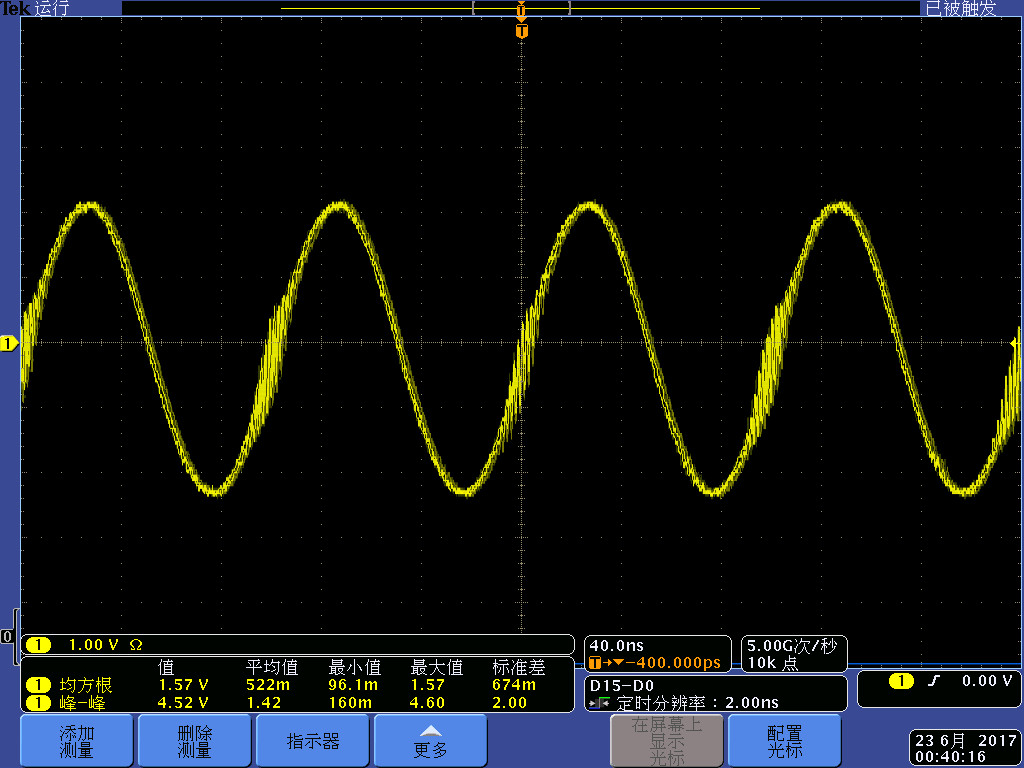 Tek 运行 已被触发
T
T
1
0
1 1.00 V Ω
40.0ns
T→▼-400.000ps
5.00G次/秒
10k 点
值 平均值 最小值 最大值 标准差
1 均方根 1.57 V 522m 96.1m 1.57 674m
1 峰-峰 4.52 V 1.42 160m 4.60 2.00
D15-D0
定时分辨率：2.00ns
1 0.00 V
添加
测量
删除
测量
指示器
更多
在屏幕上
显示
光标
配置
光标
23 6月 2017
00:40:16